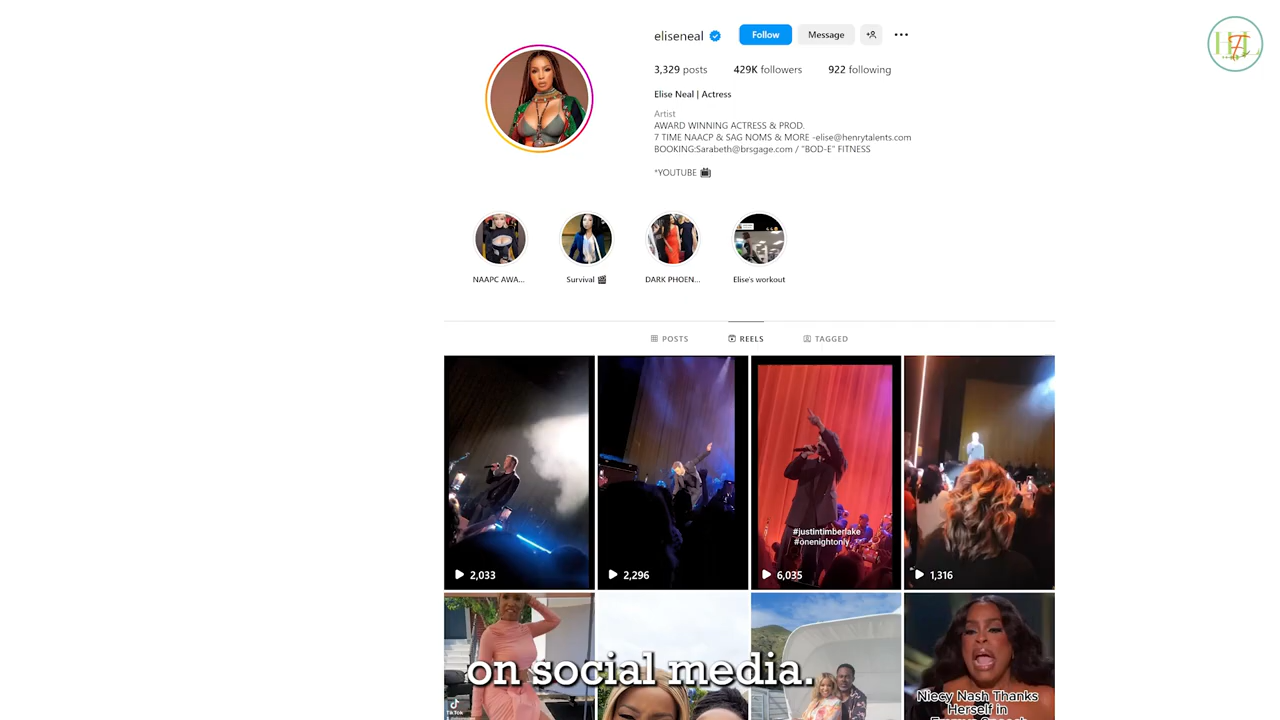 eliseneal
Follow
Message
3,329 posts
429K followers
922 following
Elise Neal | Actress
Artist
AWARD WINNING ACTRESS & PROD.
7 TIME NAACP & SAG NOMS & MORE -elise@henrytalents.com
BOOKING:Sarabeth@brsgage.com / "BOD-E" FITNESS
*YOUTUBE 📺
NAAPC AWA...
Survival 🎬
DARK PHOEN...
Elise's workout
POSTS
REELS
TAGGED
#justintimberlake
#onenightonly
2,033
2,296
6,035
1,316
on social media.
TikTok
Niecy Nash Thanks
Herself in